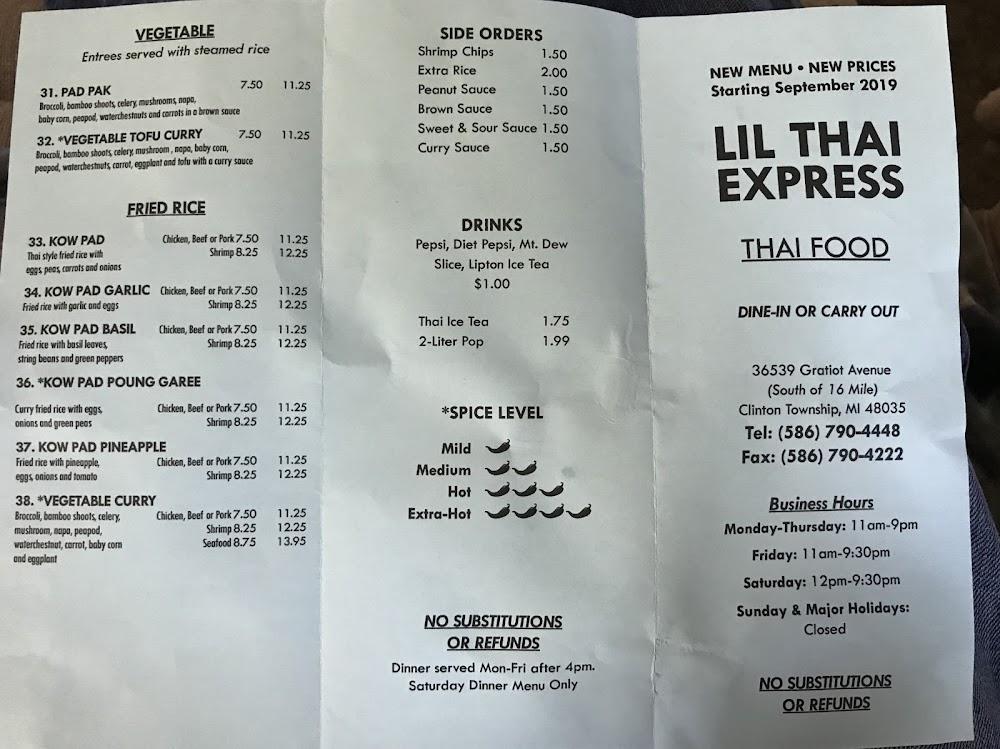 VEGETABLE
Entrees served with steamed rice
31. PAD PAK 7.50 11.25
Broccoli, bamboo shoots, celery, mushrooms, napa,
baby corn, peapod, waterchestnuts and carrots in a brown sauce
32. *VEGETABLE TOFU CURRY 7.50 11.25
Broccoli, bamboo shoots, celery, mushroom , napa, baby corn,
peapod, waterchestnuts, carrot, eggplant and tofu with a curry sauce
FRIED RICE
33. KOW PAD Chicken, Beef or Pork 7.50 11.25
Thai style fried rice with Shrimp 8.25 12.25
eggs, peas, carrots and onions
34. KOW PAD GARLIC Chicken, Beef or Pork 7.50 11.25
Fried rice with garlic and eggs Shrimp 8.25 12.25
35. KOW PAD BASIL Chicken, Beef or Pork 7.50 11.25
Fried rice with basil leaves, Shrimp 8.25 12.25
string beans and green peppers
36. *KOW PAD POUNG GAREE
Curry fried rice with eggs, Chicken, Beef or Pork 7.50 11.25
onions and green peas Shrimp 8.25 12.25
37. KOW PAD PINEAPPLE
Fried rice with pineapple, Chicken, Beef or Pork 7.50 11.25
eggs, onions and tomato Shrimp 8.25 12.25
38. *VEGETABLE CURRY
Broccoli, bamboo shoots, celery, Chicken, Beef or Pork 7.50 11.25
mushroom, napa, peapod, Shrimp 8.25 12.25
waterchestnut, carrot, baby corn Seafood 8.75 13.95
and eggplant
SIDE ORDERS
Shrimp Chips 1.50
Extra Rice 2.00
Peanut Sauce 1.50
Brown Sauce 1.50
Sweet & Sour Sauce 1.50
Curry Sauce 1.50
DRINKS
Pepsi, Diet Pepsi, Mt. Dew
Slice, Lipton Ice Tea
$1.00
Thai Ice Tea 1.75
2-Liter Pop 1.99
*SPICE LEVEL
Mild
Medium
Hot
Extra-Hot
NO SUBSTITUTIONS
OR REFUNDS
Dinner served Mon-Fri after 4pm.
Saturday Dinner Menu Only
NEW MENU • NEW PRICES
Starting September 2019
LIL THAI
EXPRESS
THAI FOOD
DINE-IN OR CARRY OUT
36539 Gratiot Avenue
(South of 16 Mile)
Clinton Township, MI 48035
Tel: (586) 790-4448
Fax: (586) 790-4222
Business Hours
Monday-Thursday: 11am-9pm
Friday: 11am-9:30pm
Saturday: 12pm-9:30pm
Sunday & Major Holidays:
Closed
NO SUBSTITUTIONS
OR REFUNDS